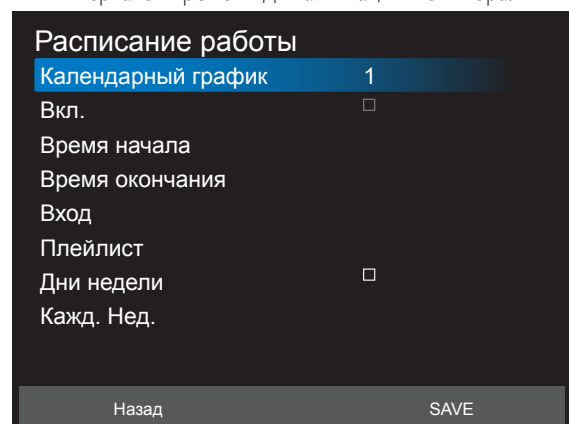 Расписание работы
Календарный график 1
Вкл.
Время начала
Время окончания
Вход
Плейлист
Дни недели
Кажд. Нед.
Назад SAVE